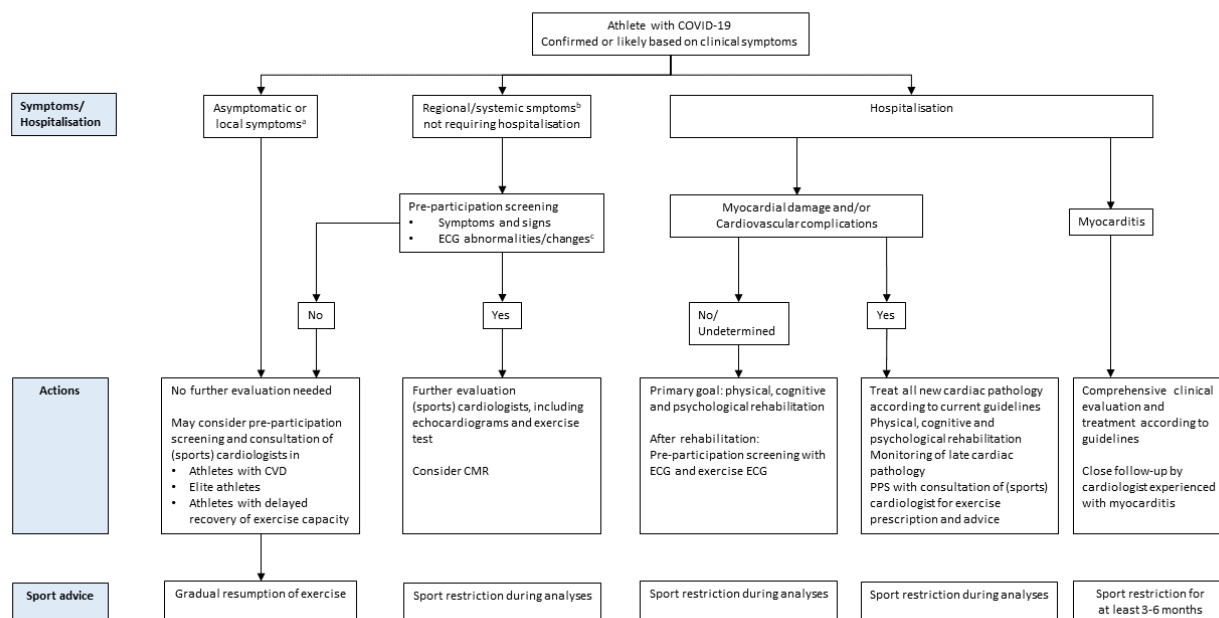 Athlete with COVID-19
Confirmed or likely based on clinical symptoms
Symptoms/
Hospitalisation
Asymptomatic or
local symptomsᵃ
Regional/systemic smptomsᵇ
not requiring hospitalisation
Hospitalisation
Pre-participation screening
• Symptoms and signs
• ECG abnormalities/changesᶜ
Myocardial damage and/or
Cardiovascular complications
Myocarditis
No
Yes
No/
Undetermined
Yes
Actions
No further evaluation needed
May consider pre-participation
screening and consultation of
(sports) cardiologists in
• Athletes with CVD
• Elite athletes
• Athletes with delayed
recovery of exercise capacity
Further evaluation
(sports) cardiologists, including
echocardiograms and exercise
test
Consider CMR
Primary goal: physical, cognitive
and psychological rehabilitation
After rehabilitation:
Pre-participation screening with
ECG and exercise ECG
Treat all new cardiac pathology
according to current guidelines
Physical, cognitive and
psychological rehabilitation
Monitoring of late cardiac
pathology
PPS with consultation of (sports)
cardiologist for exercise
prescription and advice
Comprehensive clinical
evaluation and
treatment according to
guidelines
Close follow-up by
cardiologist experienced
with myocarditis
Sport advice
Gradual resumption of exercise
Sport restriction during analyses
Sport restriction during analyses
Sport restriction during analyses
Sport restriction for
at least 3-6 months